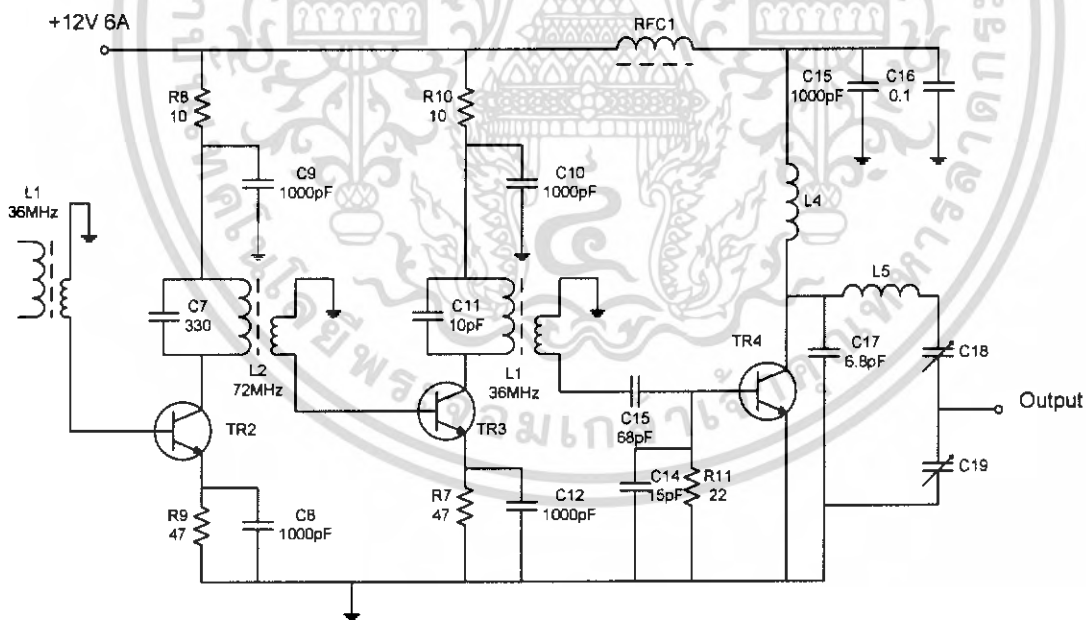 +12V 6A
RFC1
R8
10
R10
10
C15
1000pF
C16
0.1
C9
1000pF
C10
1000pF
L1
36MHz
L4
C7
330
L2
72MHz
C11
10pF
L1
36MHz
L5
TR4
C17
6.8pF
C18
Output
TR2
TR3
C15
68pF
C19
R9
47
C8
1000pF
R7
47
C12
1000pF
C14
15pF
R11
22